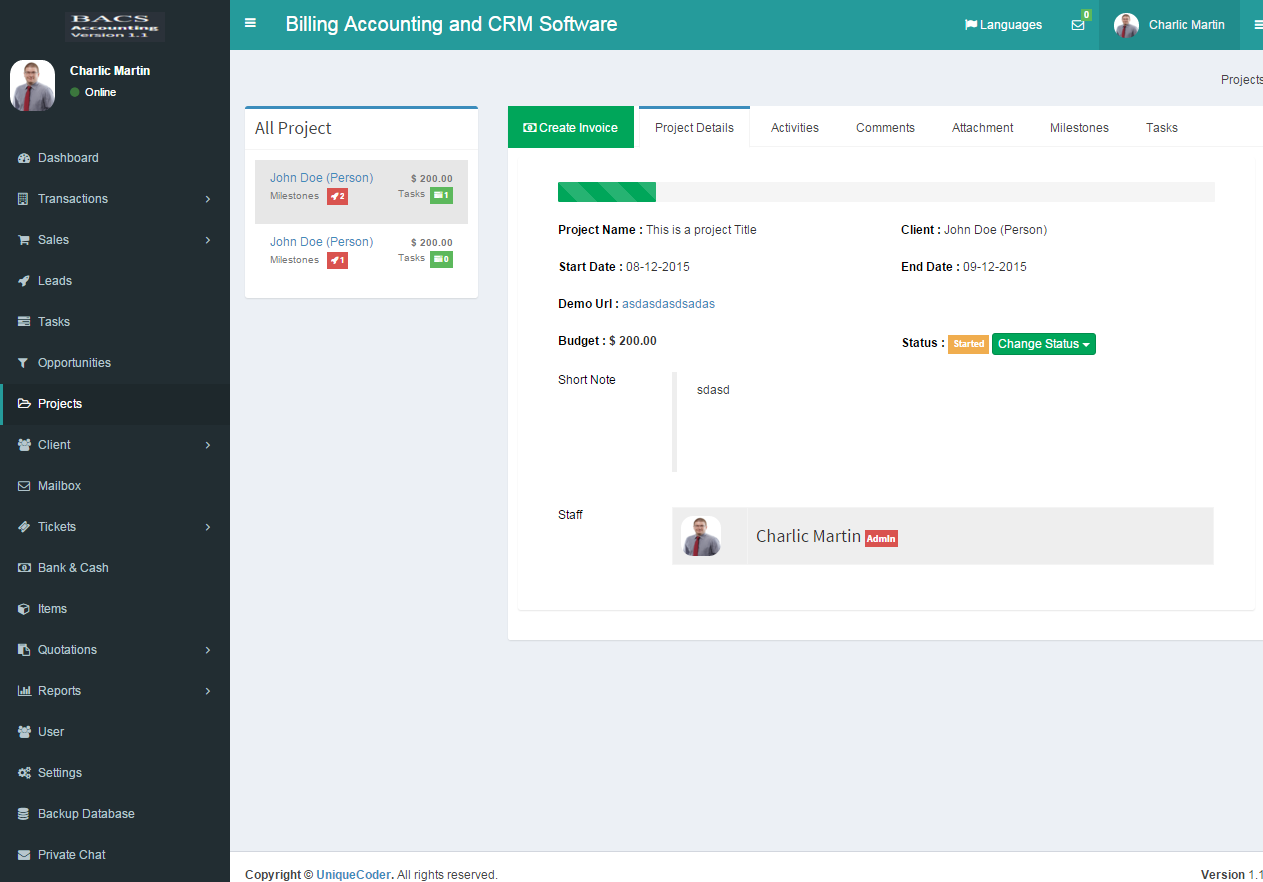 BACS
Accounting
Version 1.1
Billing Accounting and CRM Software
Languages
0
Charlic Martin
Charlic Martin
Online
Projects
Dashboard
Transactions
Sales
Leads
Tasks
Opportunities
Projects
Client
Mailbox
Tickets
Bank & Cash
Items
Quotations
Reports
User
Settings
Backup Database
Private Chat
All Project
John Doe (Person) $ 200.00
Milestones 2 Tasks 1
John Doe (Person) $ 200.00
Milestones 1 Tasks 0
Create Invoice Project Details Activities Comments Attachment Milestones Tasks
Project Name : This is a project Title Client : John Doe (Person)
Start Date : 08-12-2015 End Date : 09-12-2015
Demo Url : asdasdasdsadas
Budget : $ 200.00 Status : Started Change Status
Short Note sdasd
Staff Charlic Martin Admin
Copyright © UniqueCoder. All rights reserved. Version 1.1